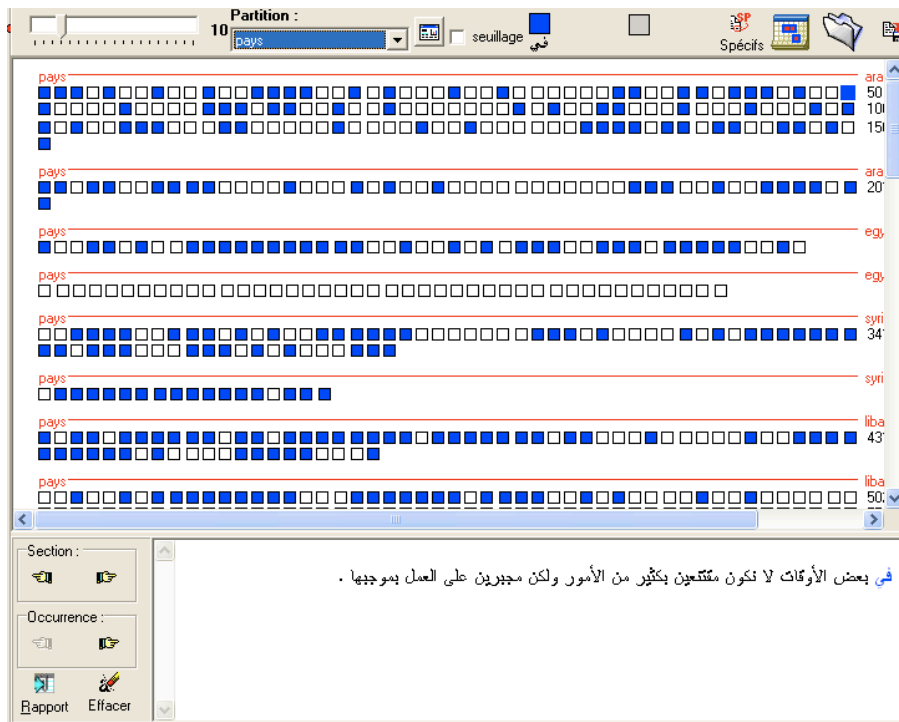 Partition :
10 pays seuillage في SP Spécifs
pays ara
50
10
15
pays ara
20
pays egy
pays egy
pays syri
34
pays syri
pays liba
43
pays liba
50
Section :
في بعض الأوقات لا نكون مقتنعين بكثير من الأمور ولكن مجبرين على العمل بموجبها .
Occurrence :
Rapport Effacer